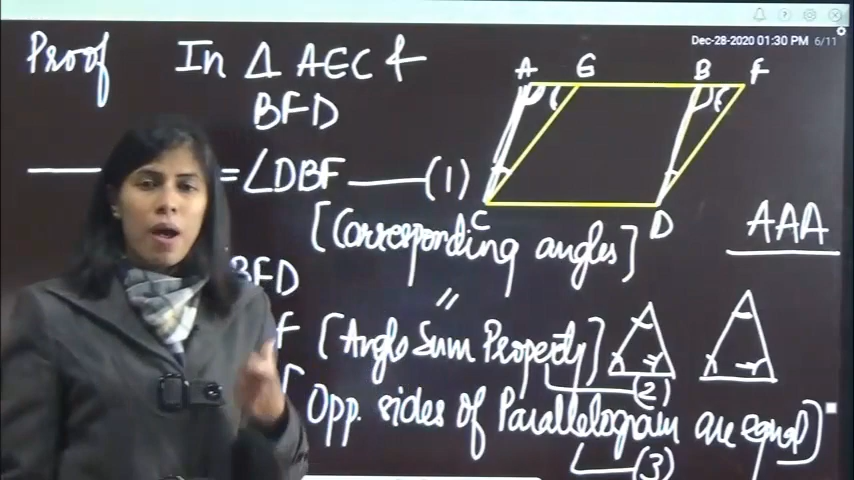 Dec-28-2020 01:30 PM 6/11
Proof In Δ AEC &
BFD
= ∠DBF ——— (1)
[Corresponding angles]
BFD
"
F [Angle Sum Property]
(2)
[Opp. sides of Parallelogram are equal]
(3)
A E B F
C D
AAA